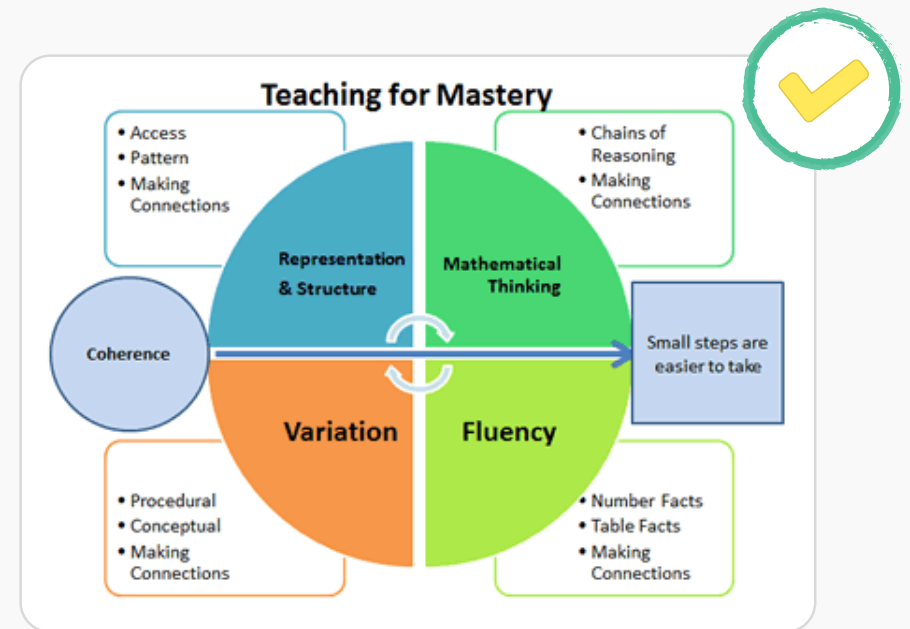 Teaching for Mastery
• Access
• Pattern
• Making
Connections
• Chains of
Reasoning
• Making
Connections
Representation
& Structure
Mathematical
Thinking
Coherence
Small steps are
easier to take
Variation
Fluency
• Procedural
• Conceptual
• Making
Connections
• Number Facts
• Table Facts
• Making
Connections